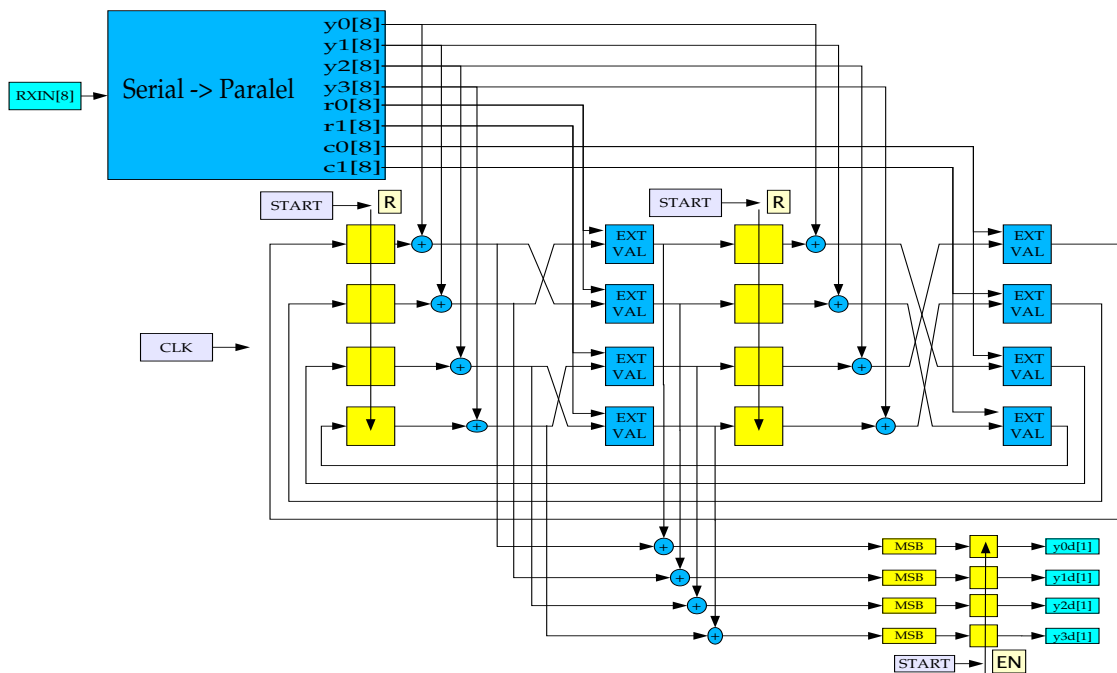 y0[8]
y1[8]
y2[8]
y3[8]
r0[8]
r1[8]
c0[8]
c1[8]
Serial -> Paralel
RXIN[8]
START
R
START
R
+
+
EXT
VAL
EXT
VAL
+
+
EXT
VAL
EXT
VAL
CLK
+
+
EXT
VAL
EXT
VAL
+
+
EXT
VAL
EXT
VAL
+
MSB
y0d[1]
+
MSB
y1d[1]
+
MSB
y2d[1]
+
MSB
y3d[1]
START
EN